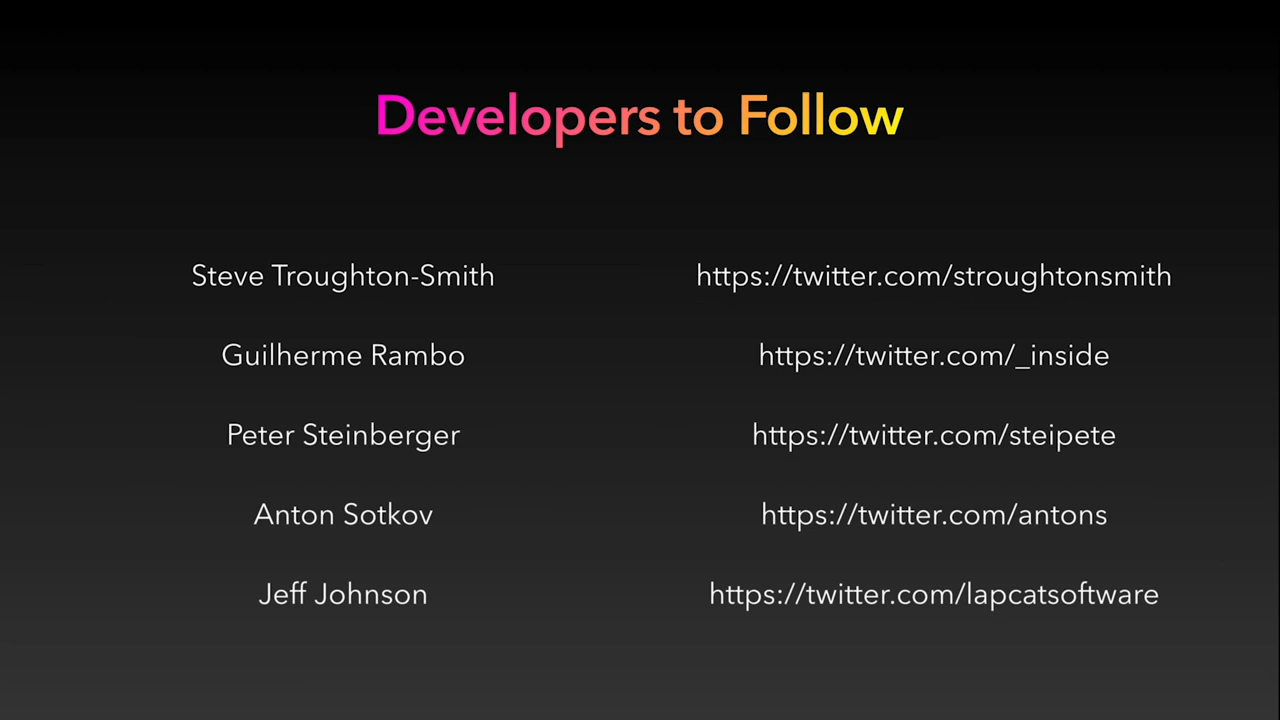 Developers to Follow
Steve Troughton-Smith https://twitter.com/stroughtonsmith
Guilherme Rambo https://twitter.com/_inside
Peter Steinberger https://twitter.com/steipete
Anton Sotkov https://twitter.com/antons
Jeff Johnson https://twitter.com/lapcatsoftware